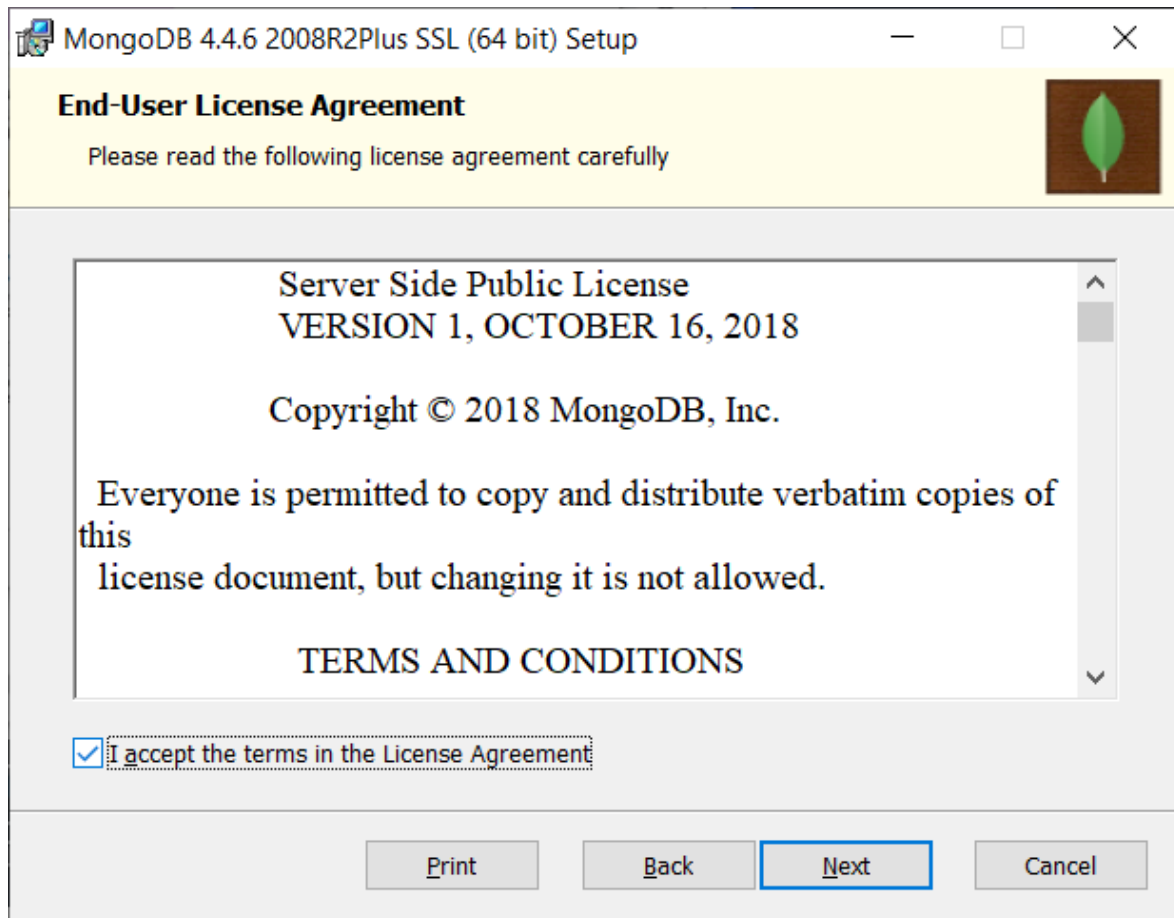 MongoDB 4.4.6 2008R2Plus SSL (64 bit) Setup
End-User License Agreement
Please read the following license agreement carefully
Server Side Public License
VERSION 1, OCTOBER 16, 2018
Copyright © 2018 MongoDB, Inc.
Everyone is permitted to copy and distribute verbatim copies of
this
license document, but changing it is not allowed.
TERMS AND CONDITIONS
I accept the terms in the License Agreement
Print Back Next Cancel